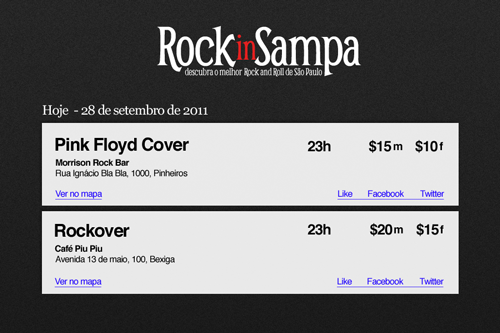 RockinSampa
descubra o melhor Rock and Roll de São Paulo
Hoje - 28 de setembro de 2011
Pink Floyd Cover 23h $15m $10f
Morrison Rock Bar
Rua Ignácio Bla Bla, 1000, Pinheiros
Ver no mapa Like Facebook Twitter
Rockover 23h $20m $15f
Café Piu Piu
Avenida 13 de maio, 100, Bexiga
Ver no mapa Like Facebook Twitter